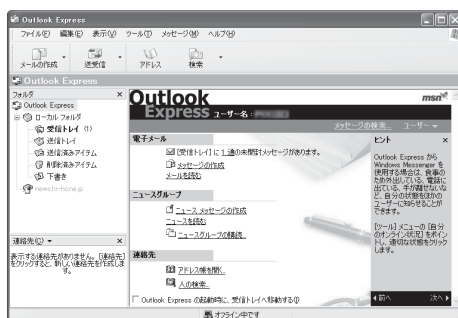 Outlook Express
ファイル(F) 編集(E) 表示(V) ツール(T) メッセージ(M) ヘルプ(H)
メールの作成 送受信 アドレス 検索
Outlook Express
フォルダ ×
Outlook Express
ローカル フォルダ
受信トレイ (1)
送信トレイ
送信済みアイテム
削除済みアイテム
下書き
news.hi-ho.ne.jp
連絡先(C) ×
表示する連絡先がありません。[連絡先]
をクリックすると、新しい連絡先を作成しま
す。
Outlook
Express ユーザー名:
msn
メッセージの検索... ユーザー
電子メール
[受信トレイ] に 1 通の未開封メッセージがあります。
メッセージの作成
メールを読む
ニュースグループ
ニュース メッセージの作成
ニュースを読む
ニュースグループの購読...
連絡先
アドレス帳を開く...
人の検索...
Outlook Express の起動時に、受信トレイへ移動する(I)
ヒント ×
Outlook Express から
Windows Messenger を
使用する場合は、食事の
ため外出している、電話に
出ている、手が離せないな
ど、自分の状態をほかの
ユーザーに知らせることが
できます。
[ツール] メニューの [自分
のオンライン状況] をポイン
トし、適切な状態をクリック
します。
前へ 次へ
オフライン中です